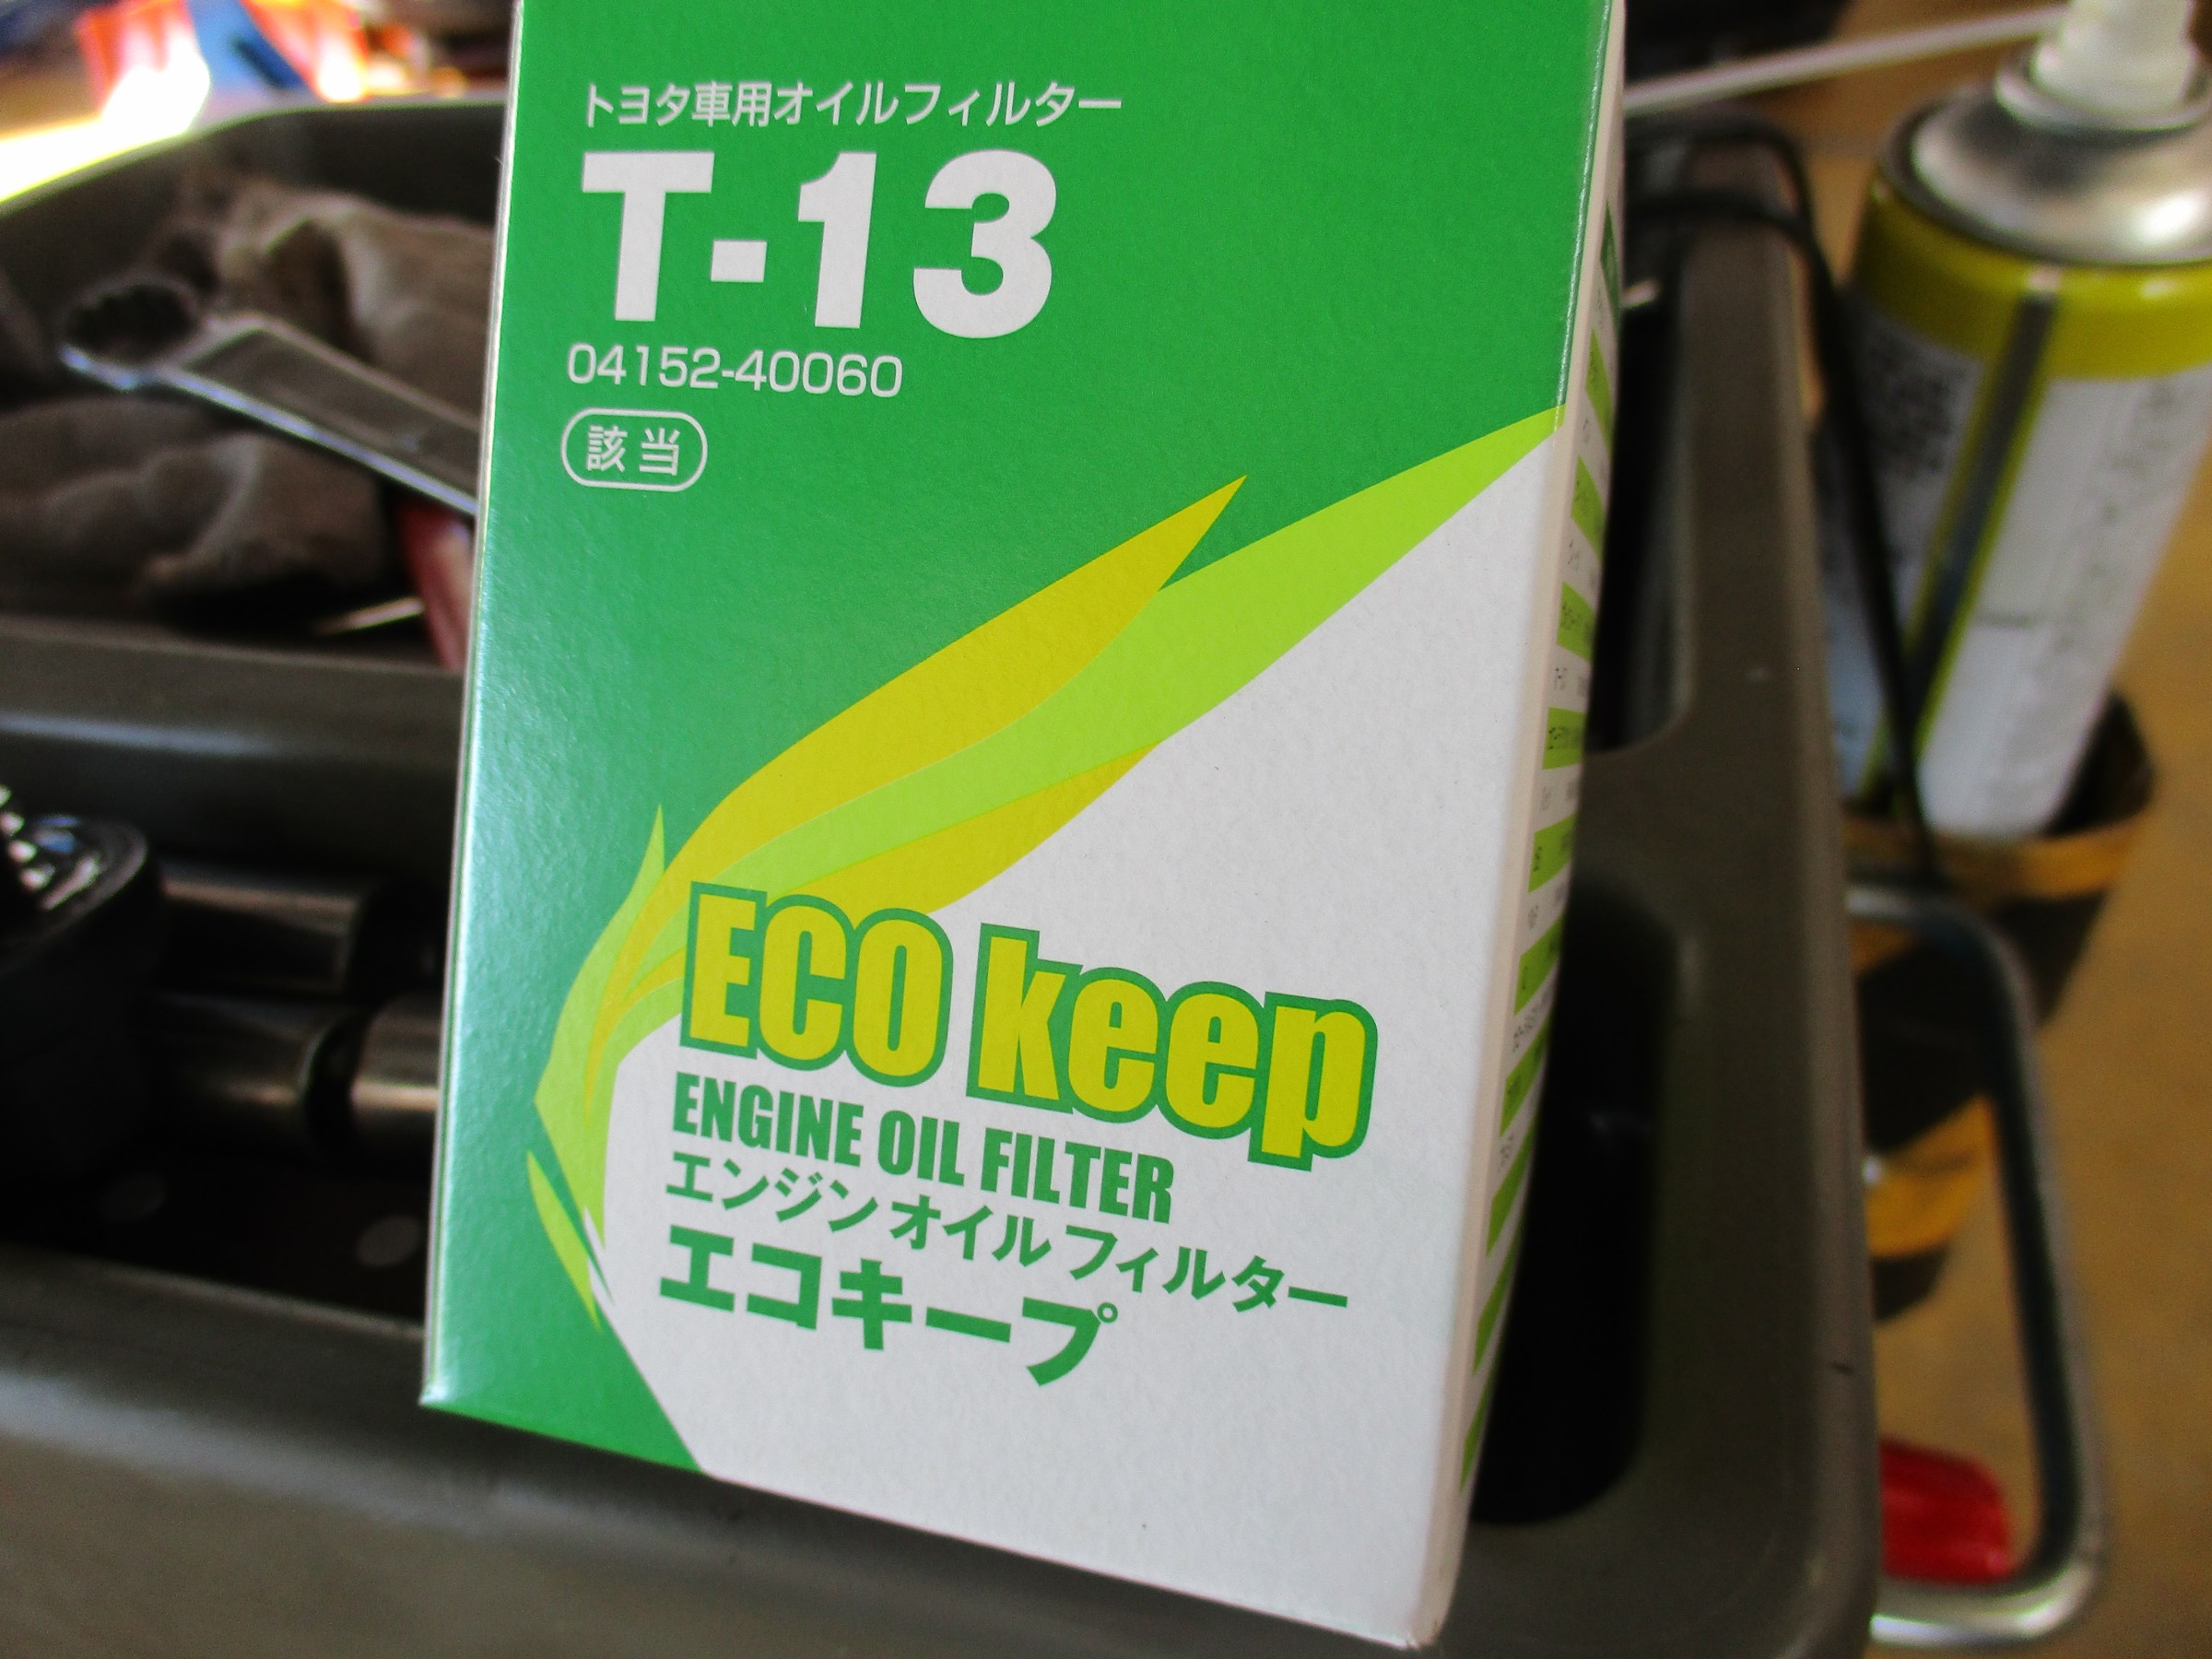 トヨタ車用オイルフィルター
T-13
04152-40060
該当
ECO keep
ENGINE OIL FILTER
エンジンオイルフィルター
エコキープ